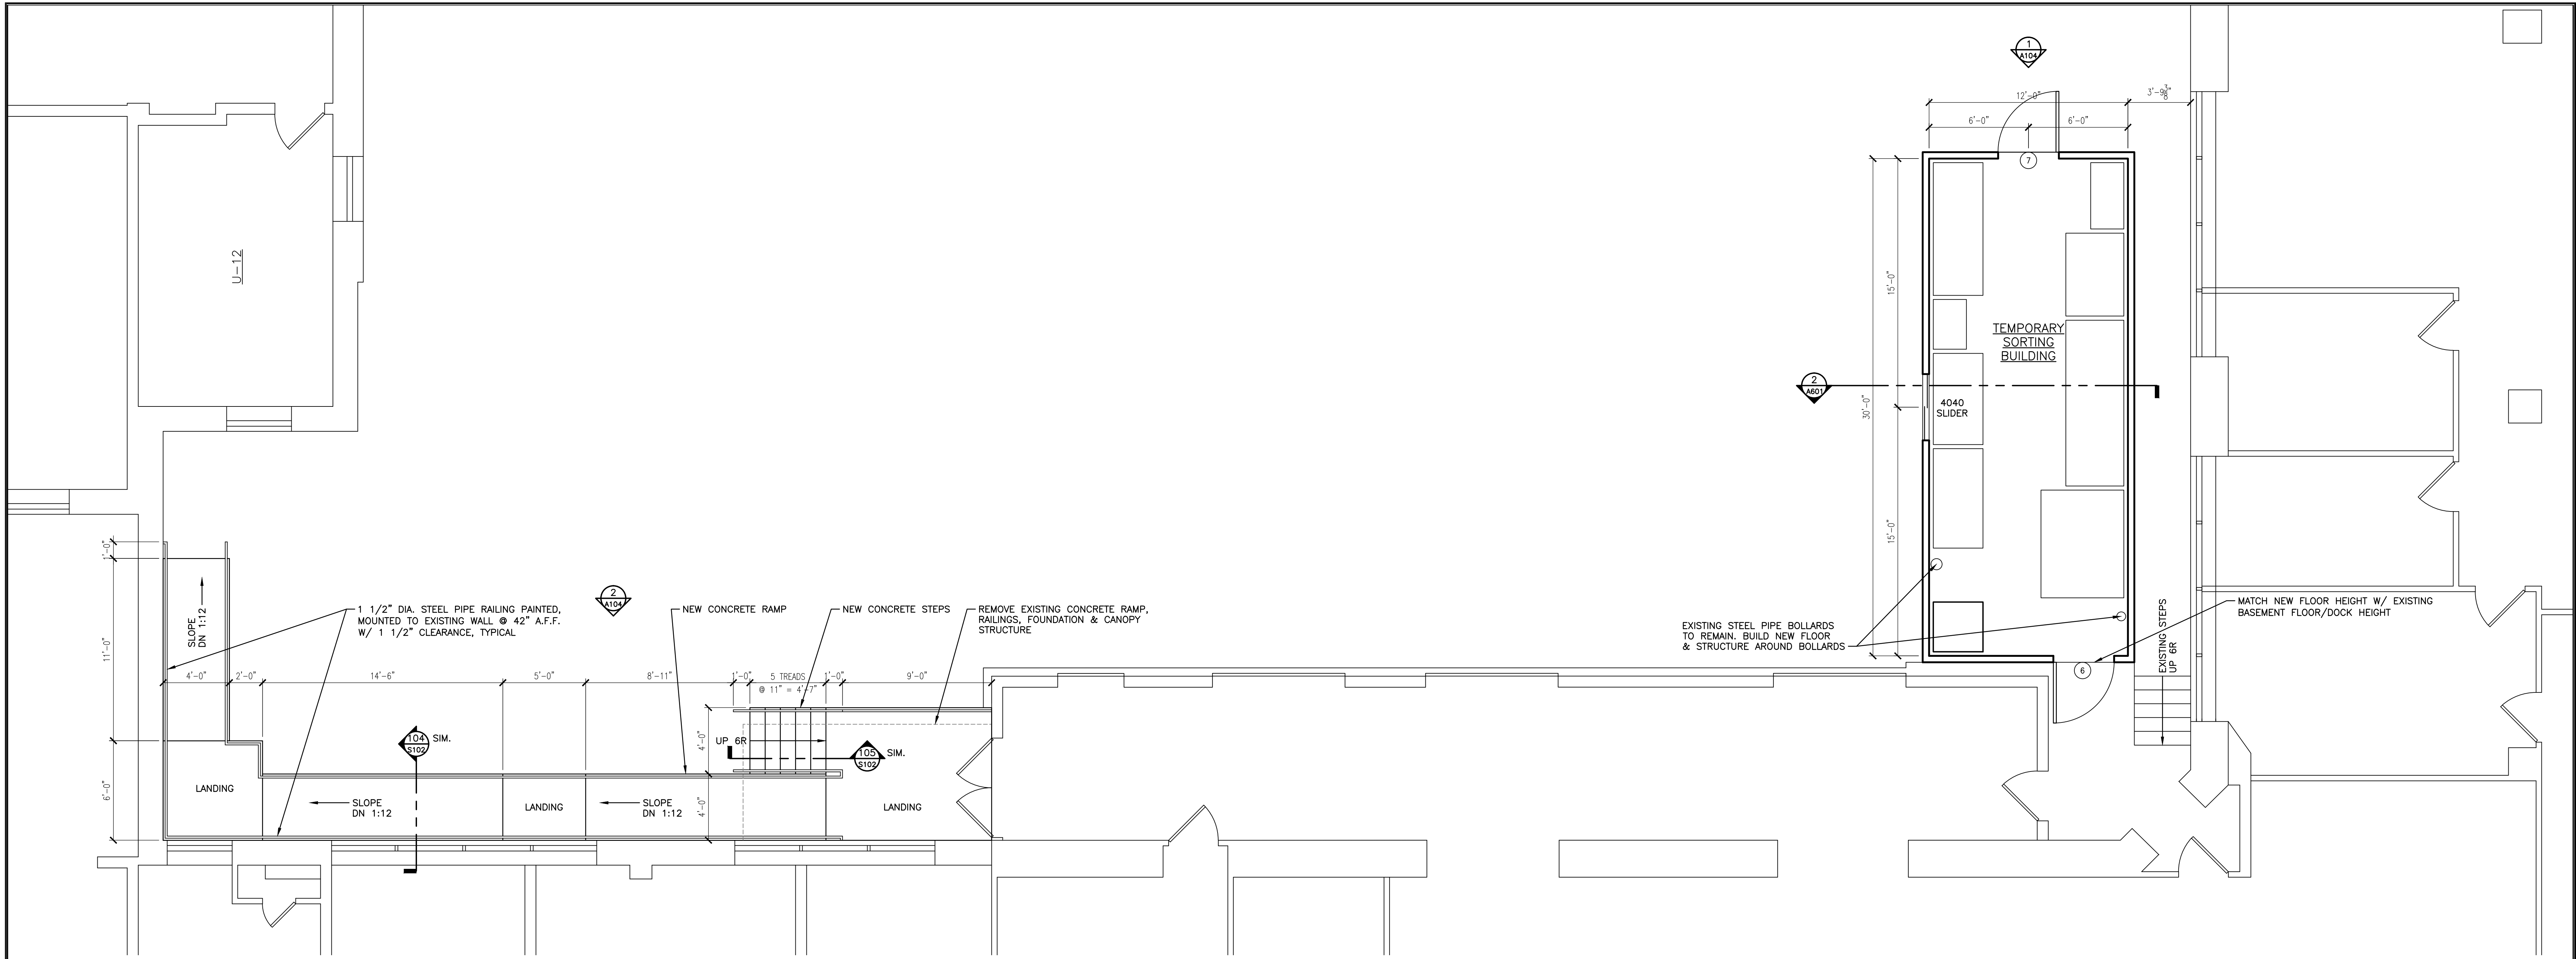 1
A104
12'-0"
3'-9 3/8"
6'-0"
6'-0"
7
U-12
30'-0"
15'-0"
15'-0"
TEMPORARY
SORTING
BUILDING
2
A601
4040
SLIDER
EXISTING STEEL PIPE BOLLARDS
TO REMAIN. BUILD NEW FLOOR
& STRUCTURE AROUND BOLLARDS
MATCH NEW FLOOR HEIGHT W/ EXISTING
BASEMENT FLOOR/DOCK HEIGHT
EXISTING STEPS
UP 6R
6
1'-0"
11'-0"
6'-0"
SLOPE
DN 1:12
1 1/2" DIA. STEEL PIPE RAILING PAINTED,
MOUNTED TO EXISTING WALL @ 42" A.F.F.
W/ 1 1/2" CLEARANCE, TYPICAL
2
A104
NEW CONCRETE RAMP
NEW CONCRETE STEPS
REMOVE EXISTING CONCRETE RAMP,
RAILINGS, FOUNDATION & CANOPY
STRUCTURE
4'-0"
2'-0"
14'-6"
5'-0"
8'-11"
1'-0"
5 TREADS
@ 11" = 4'-7"
1'-0"
9'-0"
104
S102
SIM.
4'-0"
UP 6R
105
S102
SIM.
4'-0"
LANDING
SLOPE
DN 1:12
LANDING
SLOPE
DN 1:12
LANDING